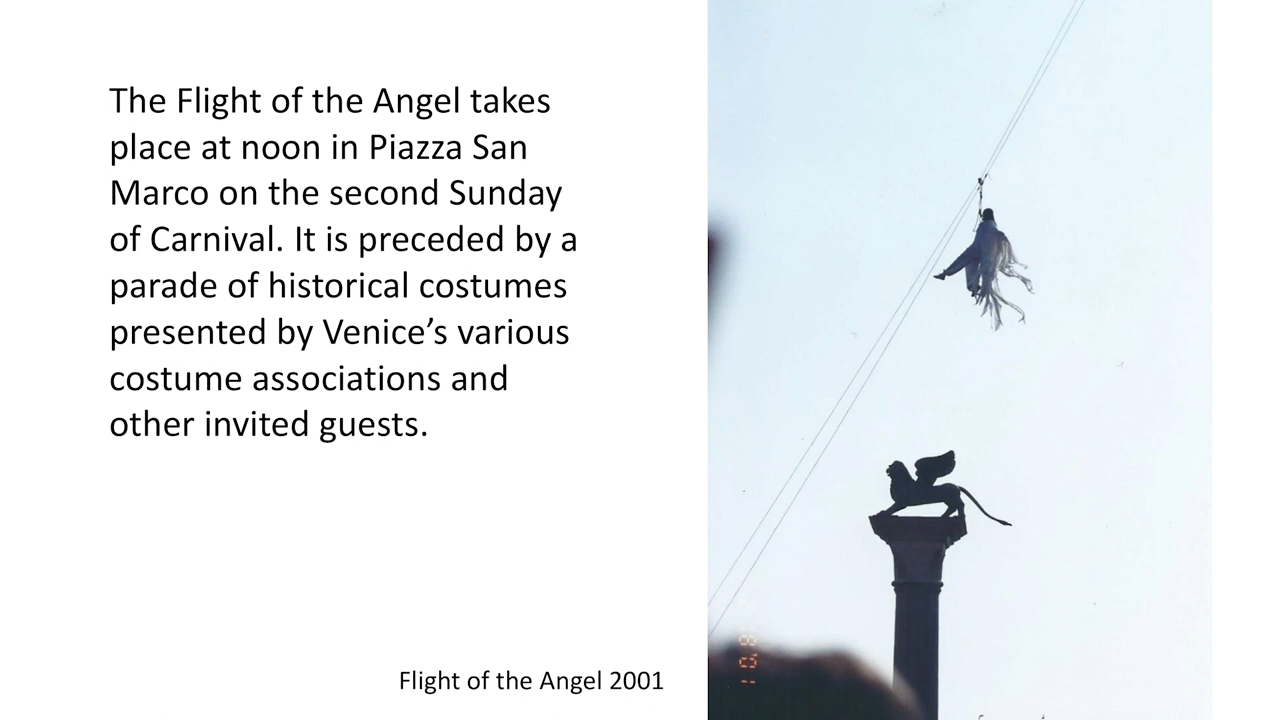 The Flight of the Angel takes
place at noon in Piazza San
Marco on the second Sunday
of Carnival. It is preceded by a
parade of historical costumes
presented by Venice’s various
costume associations and
other invited guests.
Flight of the Angel 2001